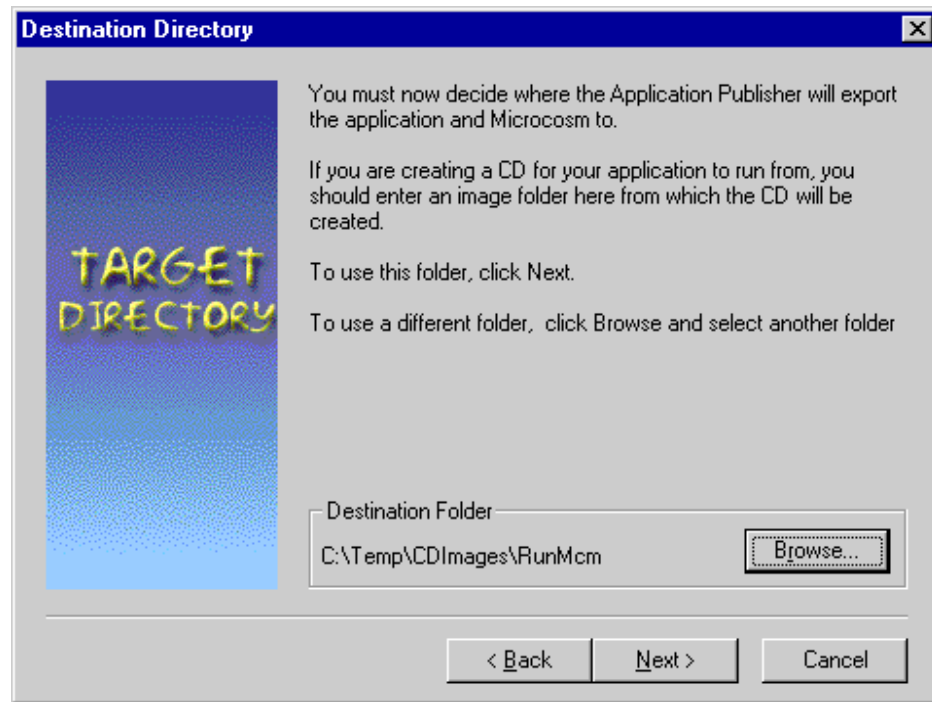 Destination Directory
You must now decide where the Application Publisher will export
the application and Microcosm to.
If you are creating a CD for your application to run from, you
should enter an image folder here from which the CD will be
created.
TARGET
DIRECTORY
To use this folder, click Next.
To use a different folder,  click Browse and select another folder
Destination Folder
C:\Temp\CDImages\RunMcm
Browse...
< Back
Next >
Cancel